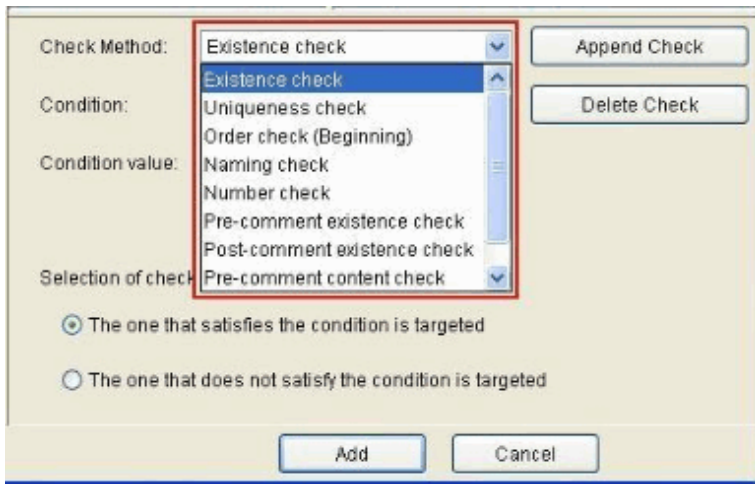 Check Method: Existence check Append Check
Existence check
Condition: Uniqueness check Delete Check
Order check (Beginning)
Condition value: Naming check
Number check
Pre-comment existence check
Post-comment existence check
Selection of check Pre-comment content check
The one that satisfies the condition is targeted
The one that does not satisfy the condition is targeted
Add Cancel